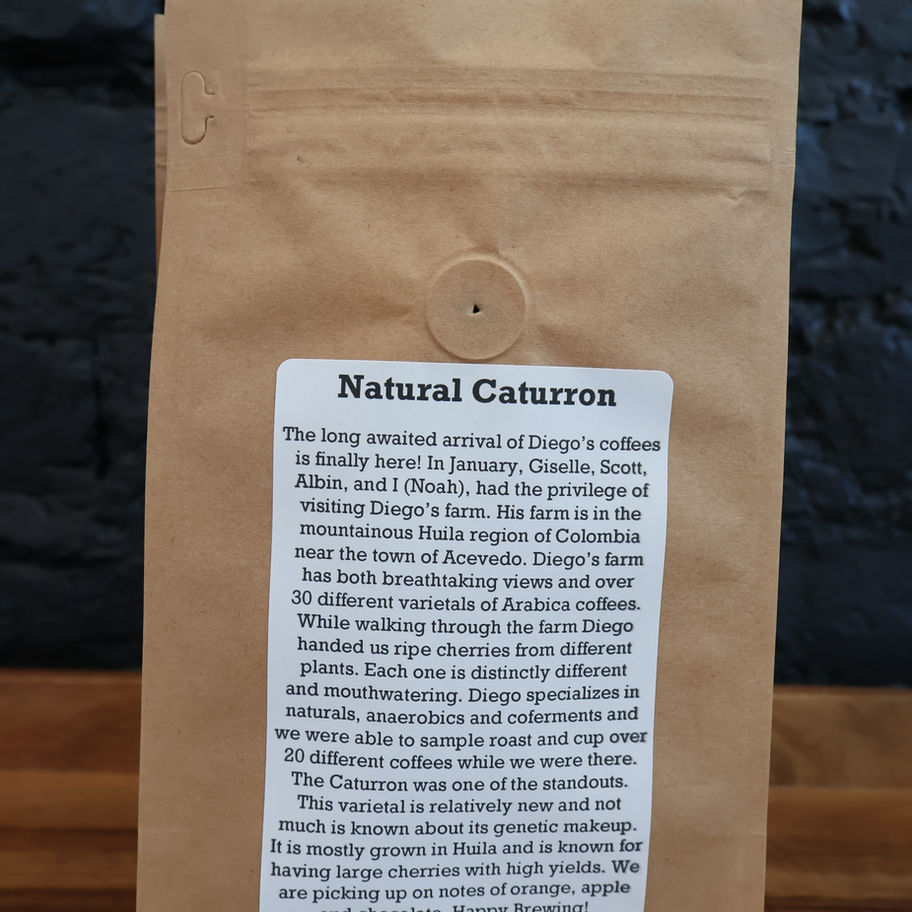 Natural Caturron
The long awaited arrival of Diego's coffees
is finally here! In January, Giselle, Scott,
Albin, and I (Noah), had the privilege of
visiting Diego's farm. His farm is in the
mountainous Huila region of Colombia
near the town of Acevedo. Diego's farm
has both breathtaking views and over
30 different varietals of Arabica coffees.
While walking through the farm Diego
handed us ripe cherries from different
plants. Each one is distinctly different
and mouthwatering. Diego specializes in
naturals, anaerobics and coferments and
we were able to sample roast and cup over
20 different coffees while we were there.
The Caturron was one of the standouts.
This varietal is relatively new and not
much is known about its genetic makeup.
It is mostly grown in Huila and is known for
having large cherries with high yields. We
are picking up on notes of orange, apple
and chocolate. Happy Brewing!